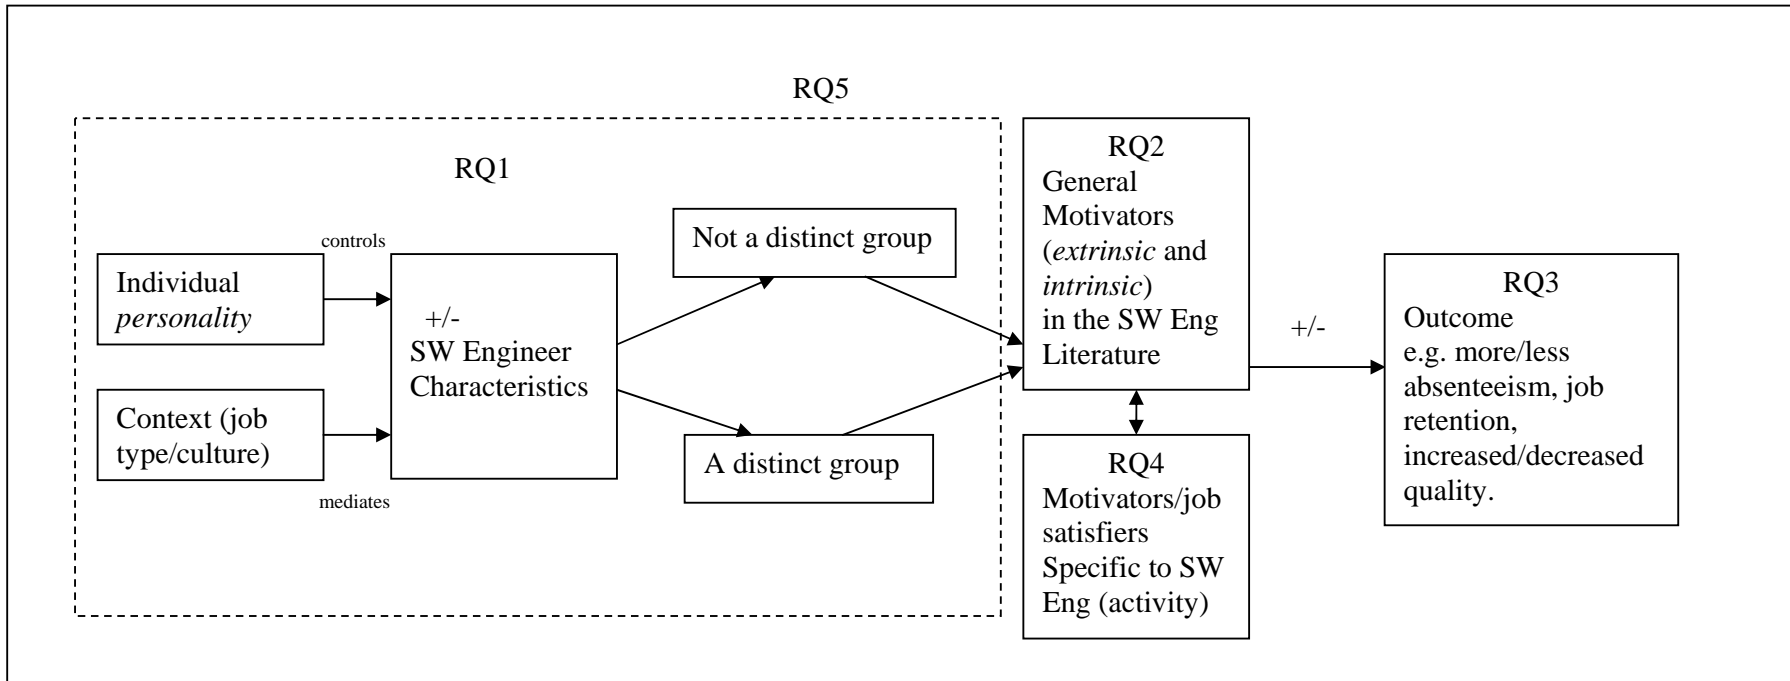 RQ5
RQ1
controls
Individual
personality
Context (job
type/culture)
mediates
+/-
SW Engineer
Characteristics
Not a distinct group
A distinct group
RQ2
General
Motivators
(extrinsic and
intrinsic)
in the SW Eng
Literature
RQ4
Motivators/job
satisfiers
Specific to SW
Eng (activity)
+/-
RQ3
Outcome
e.g. more/less
absenteeism, job
retention,
increased/decreased
quality.